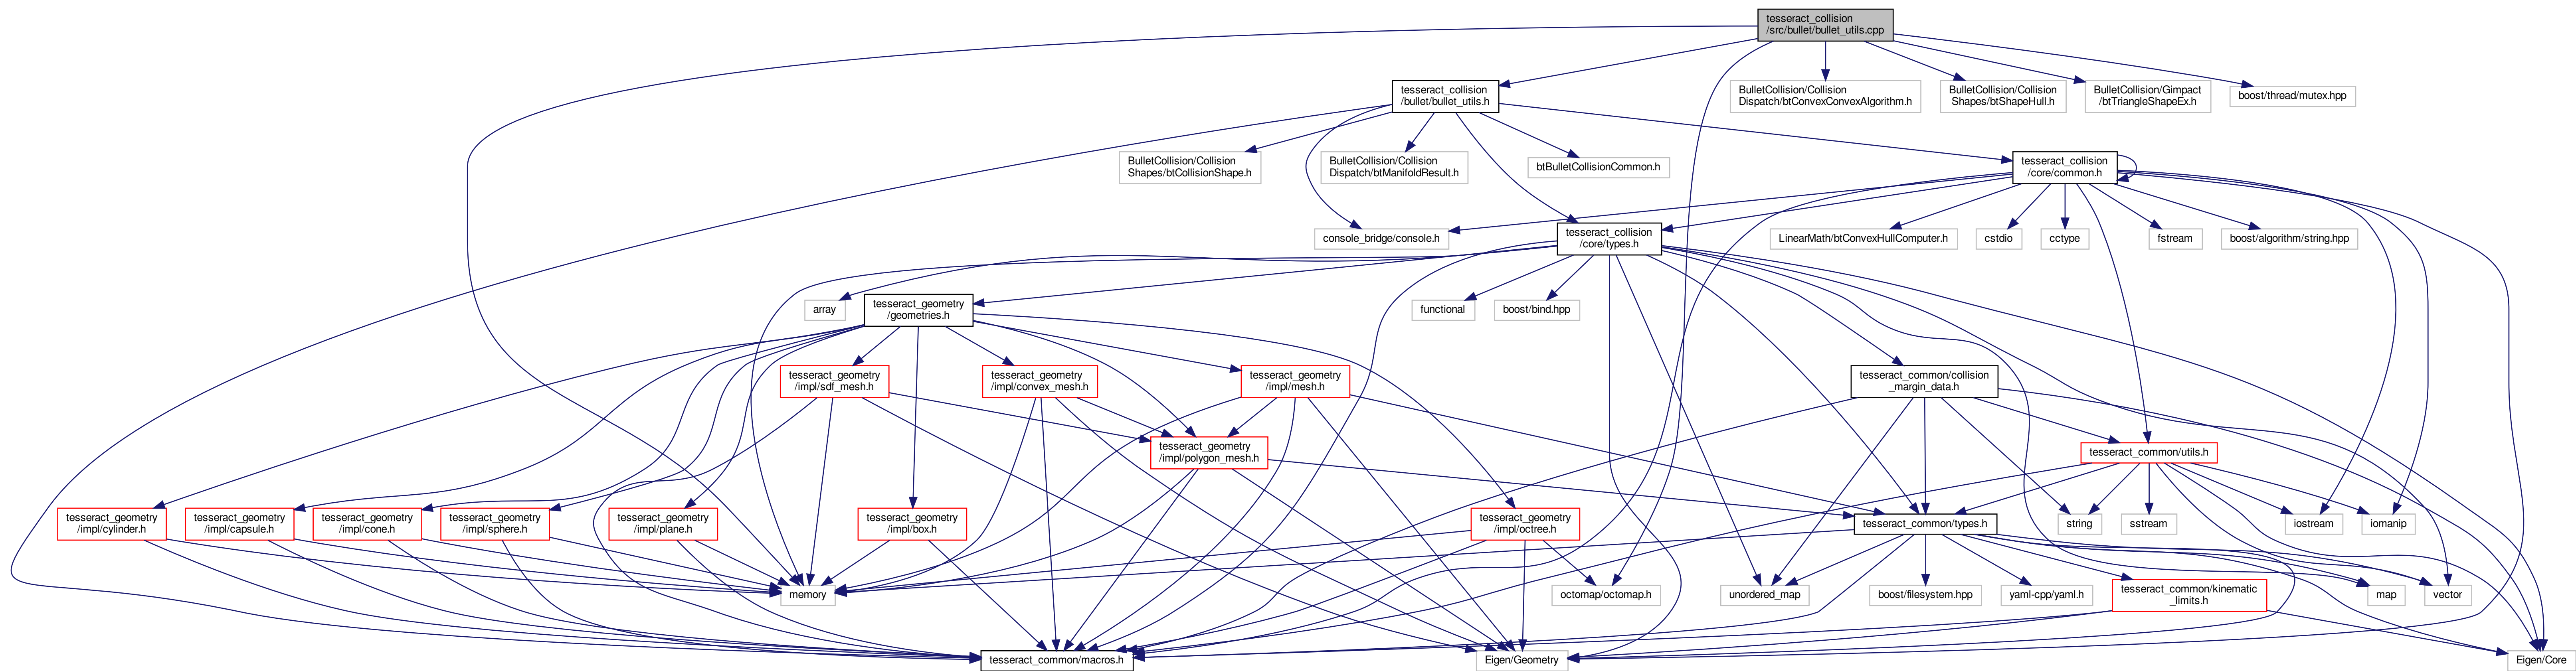 tesseract_collision
/src/bullet/bullet_utils.cpp
tesseract_collision
/bullet/bullet_utils.h
BulletCollision/Collision
Dispatch/btConvexConvexAlgorithm.h
BulletCollision/Collision
Shapes/btShapeHull.h
BulletCollision/Gimpact
/btTriangleShapeEx.h
boost/thread/mutex.hpp
BulletCollision/Collision
Shapes/btCollisionShape.h
BulletCollision/Collision
Dispatch/btManifoldResult.h
btBulletCollisionCommon.h
tesseract_collision
/core/common.h
console_bridge/console.h
tesseract_collision
/core/types.h
LinearMath/btConvexHullComputer.h
cstdio
cctype
fstream
boost/algorithm/string.hpp
array
tesseract_geometry
/geometries.h
functional
boost/bind.hpp
tesseract_geometry
/impl/sdf_mesh.h
tesseract_geometry
/impl/convex_mesh.h
tesseract_geometry
/impl/mesh.h
tesseract_common/collision
_margin_data.h
tesseract_geometry
/impl/polygon_mesh.h
tesseract_common/utils.h
tesseract_geometry
/impl/cylinder.h
tesseract_geometry
/impl/capsule.h
tesseract_geometry
/impl/cone.h
tesseract_geometry
/impl/sphere.h
tesseract_geometry
/impl/plane.h
tesseract_geometry
/impl/box.h
tesseract_geometry
/impl/octree.h
tesseract_common/types.h
string
sstream
iostream
iomanip
memory
octomap/octomap.h
unordered_map
boost/filesystem.hpp
yaml-cpp/yaml.h
tesseract_common/kinematic
_limits.h
map
vector
tesseract_common/macros.h
Eigen/Geometry
Eigen/Core